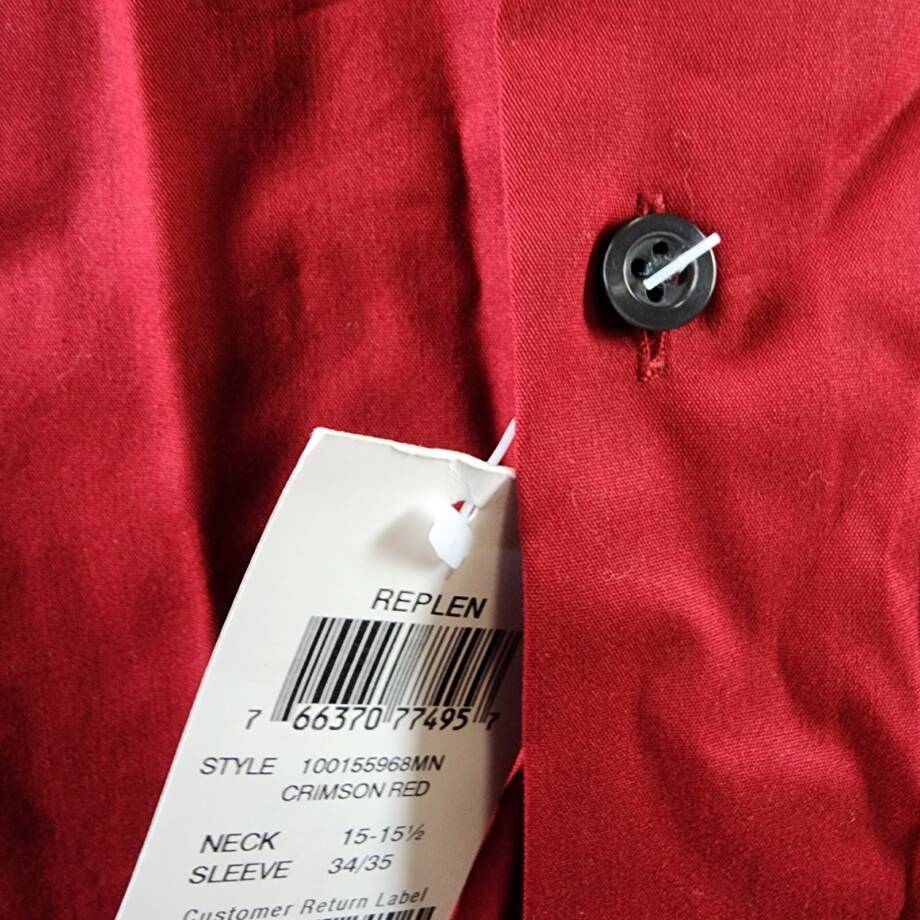 REPLEN
7 66370 77495 7
STYLE 100155968MN
CRIMSON RED
NECK 15-15½
SLEEVE 34/35
Customer Return Label